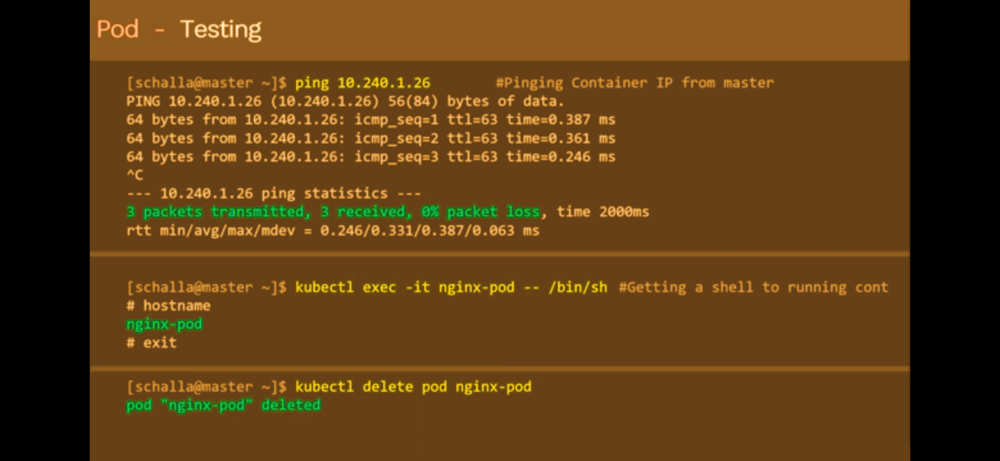 Pod - Testing
[schalla@master ~]$ ping 10.240.1.26 #Pinging Container IP from master
PING 10.240.1.26 (10.240.1.26) 56(84) bytes of data.
64 bytes from 10.240.1.26: icmp_seq=1 ttl=63 time=0.387 ms
64 bytes from 10.240.1.26: icmp_seq=2 ttl=63 time=0.361 ms
64 bytes from 10.240.1.26: icmp_seq=3 ttl=63 time=0.246 ms
^C
--- 10.240.1.26 ping statistics ---
3 packets transmitted, 3 received, 0% packet loss, time 2000ms
rtt min/avg/max/mdev = 0.246/0.331/0.387/0.063 ms
[schalla@master ~]$ kubectl exec -it nginx-pod -- /bin/sh #Getting a shell to running cont
# hostname
nginx-pod
# exit
[schalla@master ~]$ kubectl delete pod nginx-pod
pod "nginx-pod" deleted